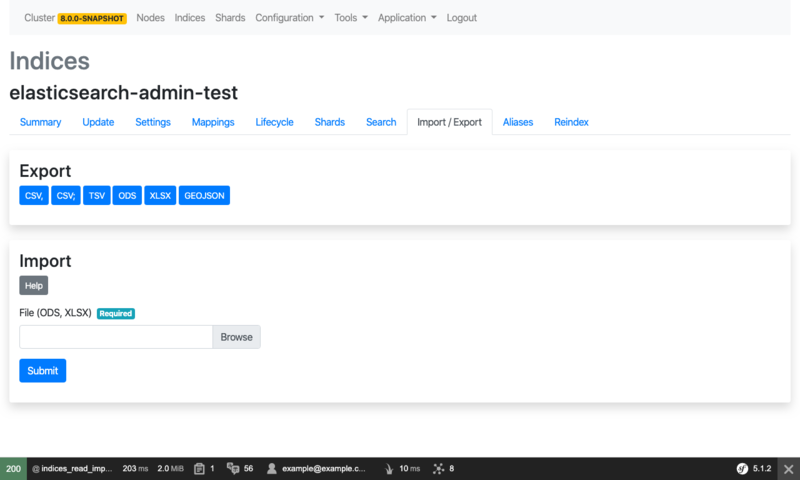 Cluster 8.0.0-SNAPSHOT Nodes Indices Shards Configuration Tools Application Logout
Indices
elasticsearch-admin-test
Summary Update Settings Mappings Lifecycle Shards Search Import / Export Aliases Reindex
Export
CSV, CSV; TSV ODS XLSX GEOJSON
Import
Help
File (ODS, XLSX) Required
Browse
Submit
200 @ indices_read_imp... 203 ms 2.0 MiB 1 56 example@example.c... 10 ms 8 sf 5.1.2